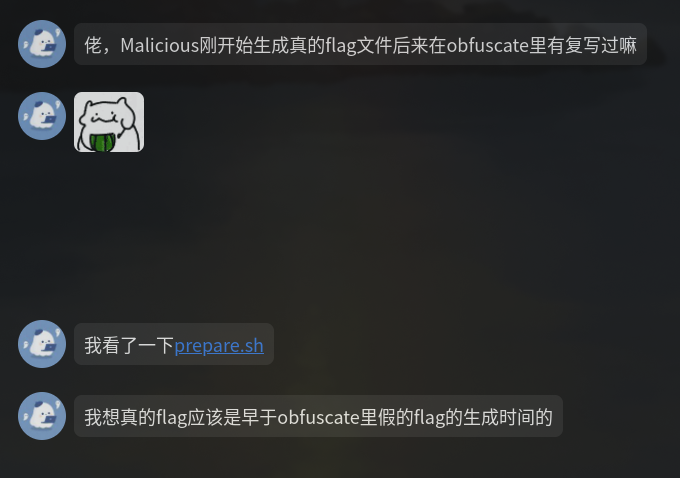 佬，Malicious刚开始生成真的flag文件后来在obfuscate里有复写过嘛
我看了一下prepare.sh
我想真的flag应该是早于obfuscate里假的flag的生成时间的